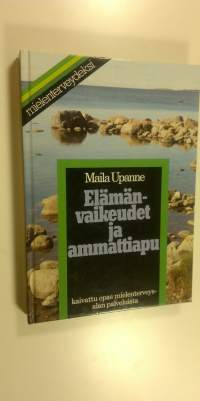 mielenterveydeksi
Maila Upanne
Elämän-
vaikeudet
ja
ammattiapu
kaivattu opas mielenterveys-
alan palveluista